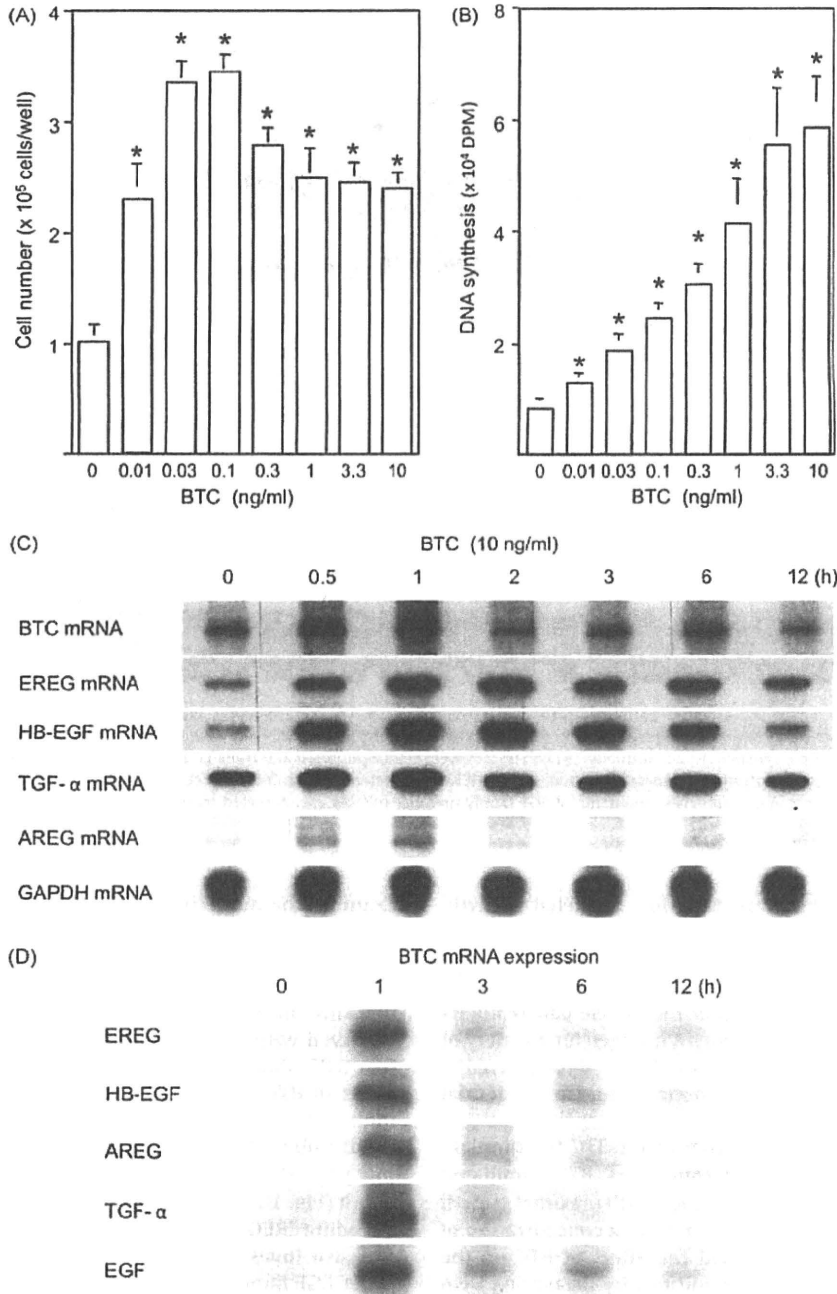 (A)
Cell number (x 10⁵ cells/well)
4
3
2
1
* * * * * * *
0 0.01 0.03 0.1 0.3 1 3.3 10
BTC (ng/ml)
(B)
DNA synthesis (x 10⁴ DPM)
8
6
4
2
* * * * * * *
0 0.01 0.03 0.1 0.3 1 3.3 10
BTC (ng/ml)
(C)
BTC (10 ng/ml)
0 0.5 1 2 3 6 12 (h)
BTC mRNA
EREG mRNA
HB-EGF mRNA
TGF- α mRNA
AREG mRNA
GAPDH mRNA
(D)
BTC mRNA expression
0 1 3 6 12 (h)
EREG
HB-EGF
AREG
TGF- α
EGF